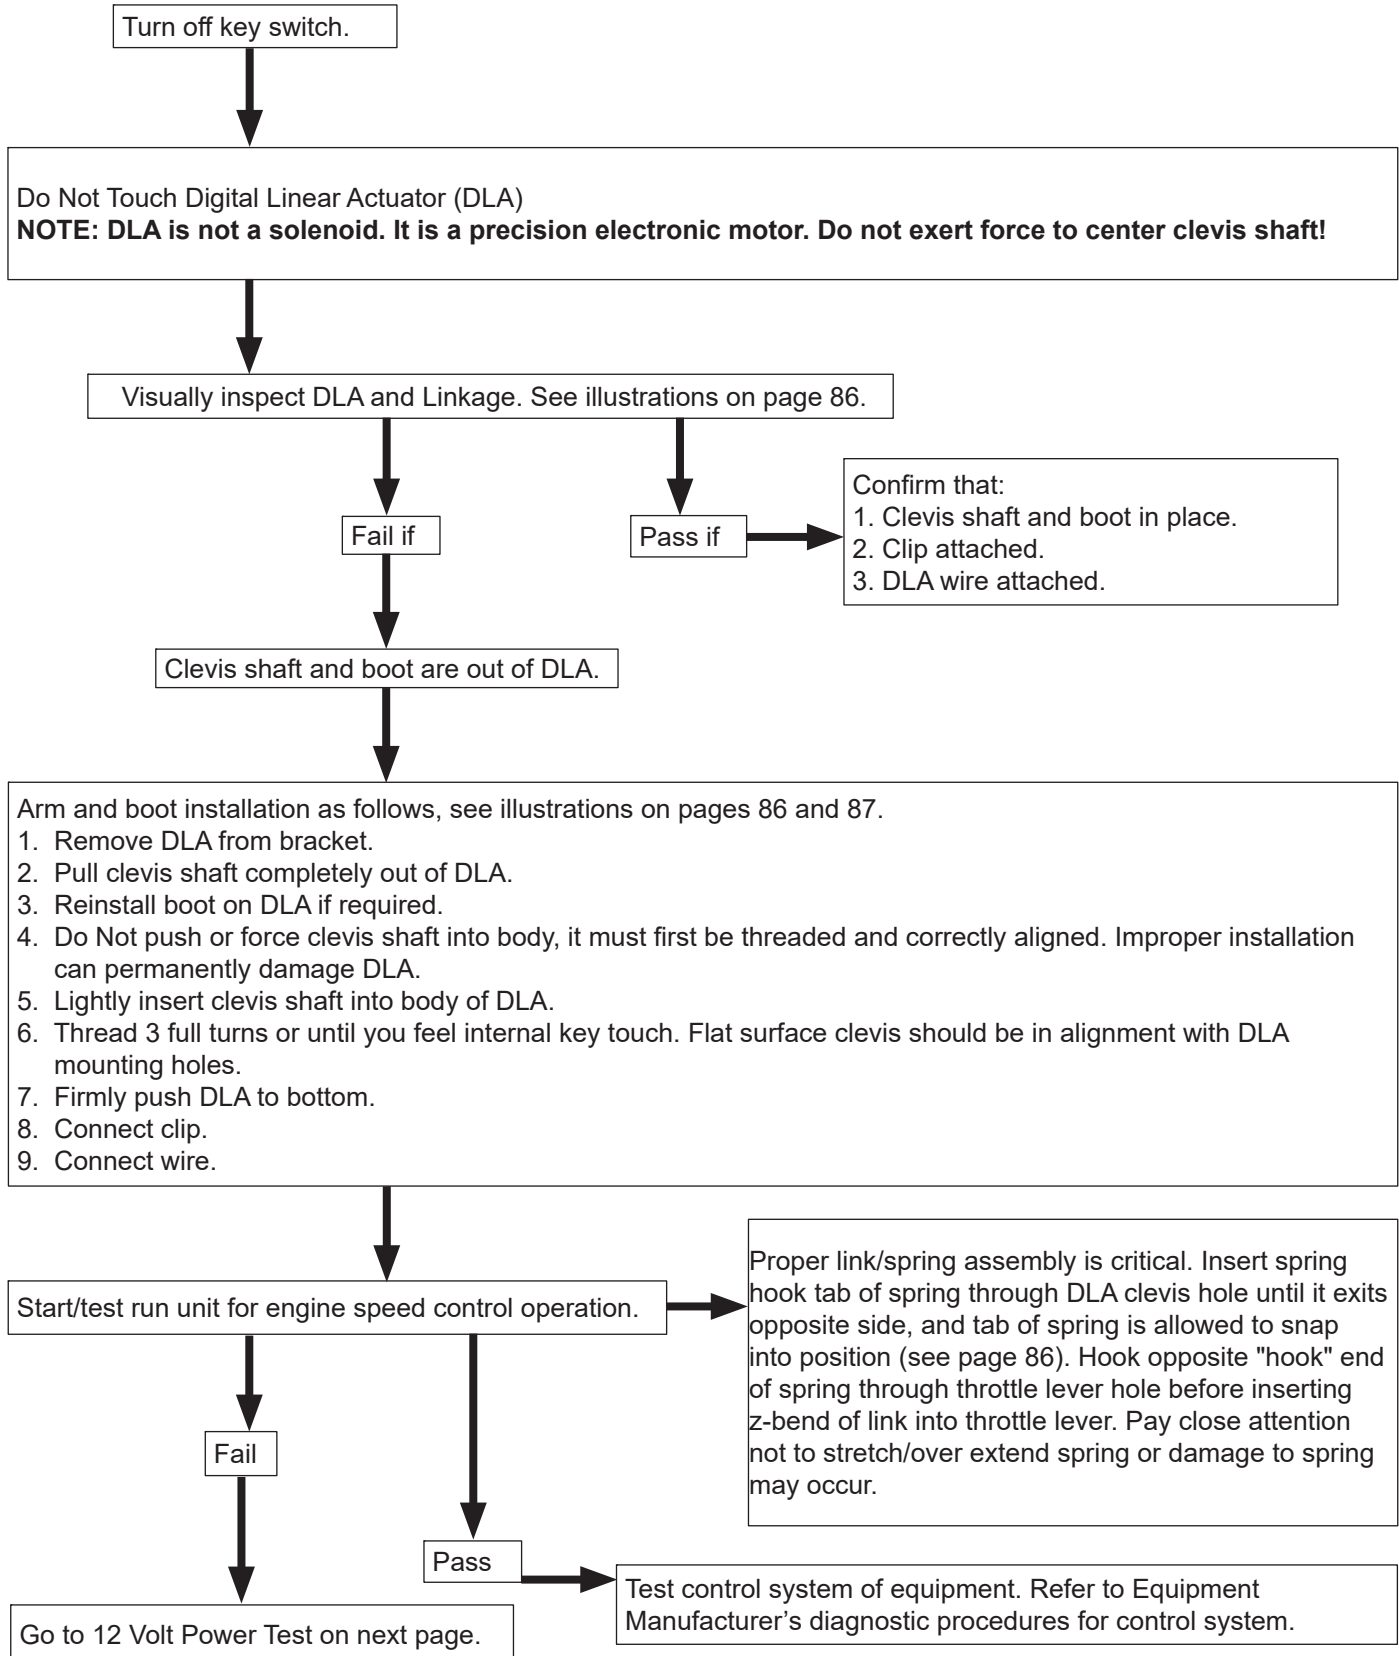 Turn off key switch.
Do Not Touch Digital Linear Actuator (DLA)
NOTE: DLA is not a solenoid. It is a precision electronic motor. Do not exert force to center clevis shaft!
Visually inspect DLA and Linkage. See illustrations on page 86.
Fail if
Pass if
Confirm that:
1. Clevis shaft and boot in place.
2. Clip attached.
3. DLA wire attached.
Clevis shaft and boot are out of DLA.
Arm and boot installation as follows, see illustrations on pages 86 and 87.
1. Remove DLA from bracket.
2. Pull clevis shaft completely out of DLA.
3. Reinstall boot on DLA if required.
4. Do Not push or force clevis shaft into body, it must first be threaded and correctly aligned. Improper installation
can permanently damage DLA.
5. Lightly insert clevis shaft into body of DLA.
6. Thread 3 full turns or until you feel internal key touch. Flat surface clevis should be in alignment with DLA
mounting holes.
7. Firmly push DLA to bottom.
8. Connect clip.
9. Connect wire.
Start/test run unit for engine speed control operation.
Proper link/spring assembly is critical. Insert spring
hook tab of spring through DLA clevis hole until it exits
opposite side, and tab of spring is allowed to snap
into position (see page 86). Hook opposite "hook" end
of spring through throttle lever hole before inserting
z-bend of link into throttle lever. Pay close attention
not to stretch/over extend spring or damage to spring
may occur.
Fail
Pass
Test control system of equipment. Refer to Equipment
Manufacturer’s diagnostic procedures for control system.
Go to 12 Volt Power Test on next page.